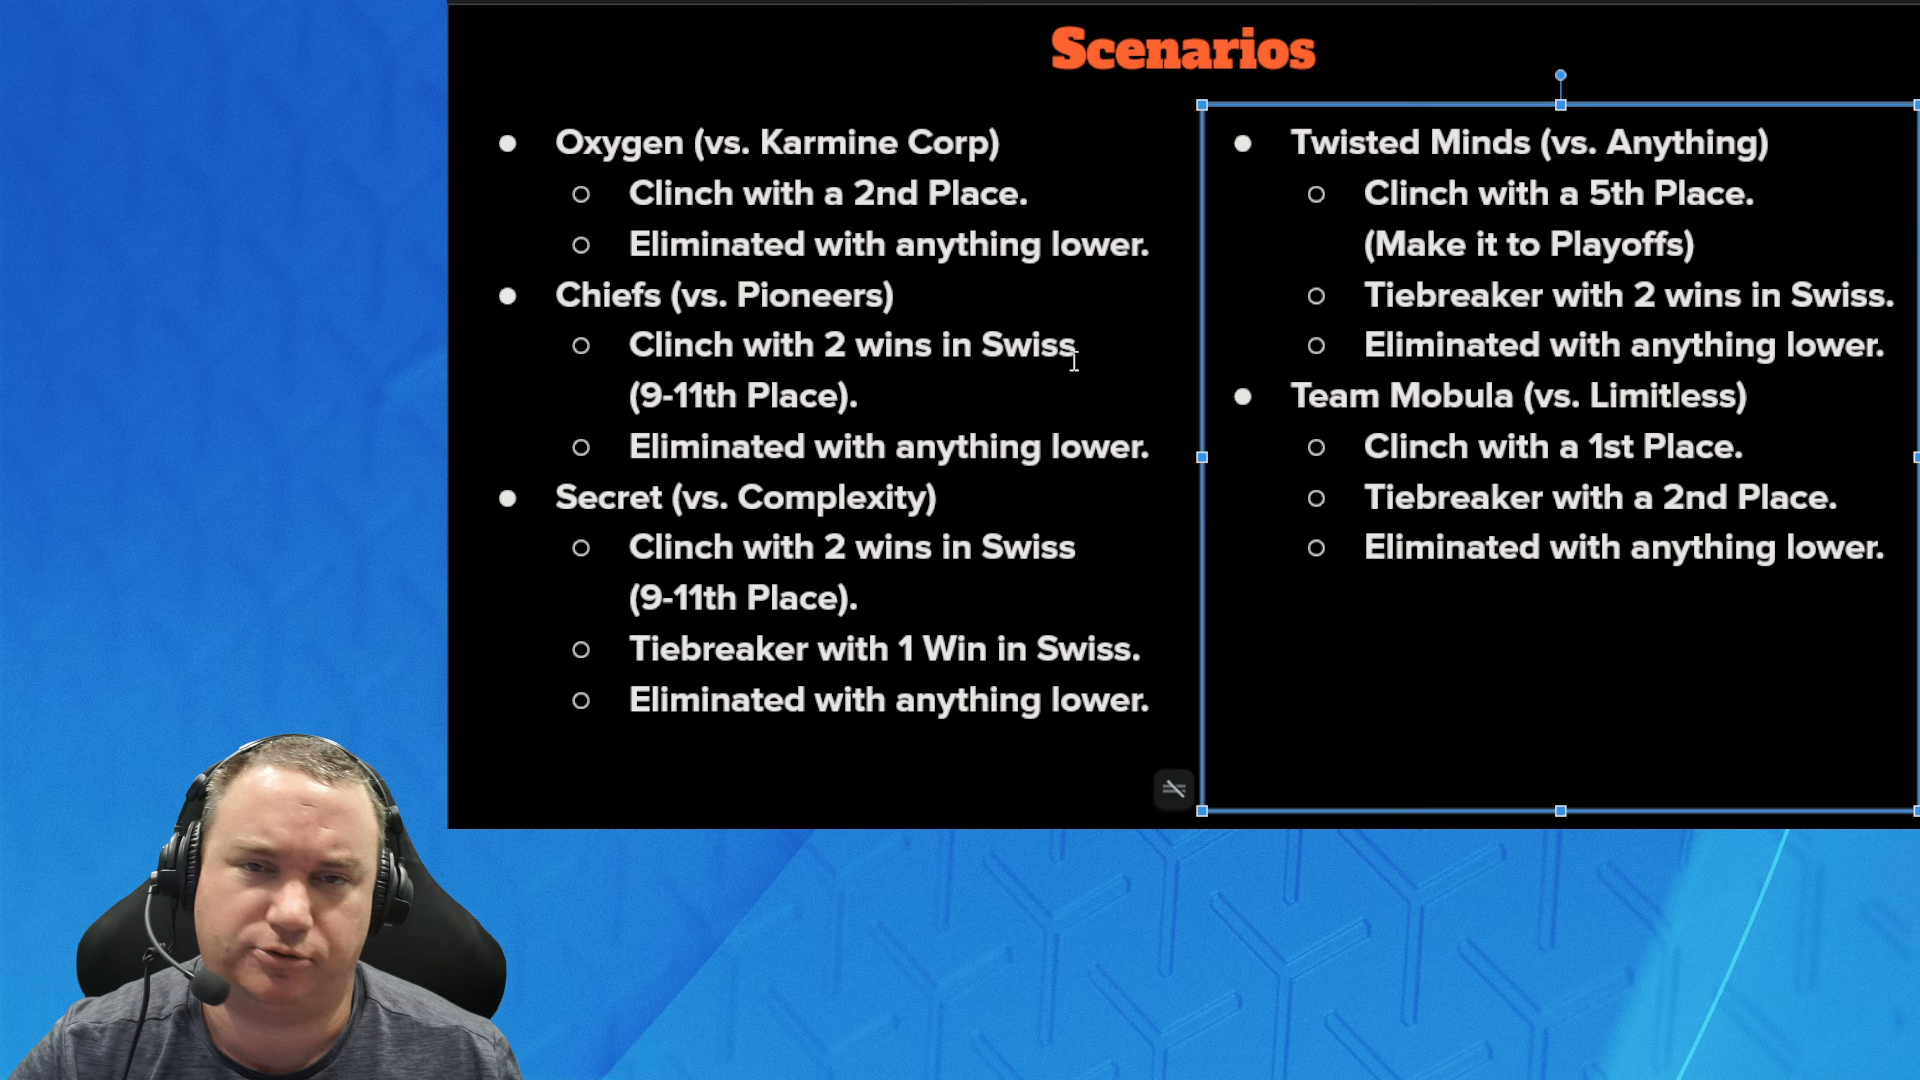 Scenarios
Oxygen (vs. Karmine Corp)
Clinch with a 2nd Place.
Eliminated with anything lower.
Chiefs (vs. Pioneers)
Clinch with 2 wins in Swiss
(9-11th Place).
Eliminated with anything lower.
Secret (vs. Complexity)
Clinch with 2 wins in Swiss
(9-11th Place).
Tiebreaker with 1 Win in Swiss.
Eliminated with anything lower.
Twisted Minds (vs. Anything)
Clinch with a 5th Place.
(Make it to Playoffs)
Tiebreaker with 2 wins in Swiss.
Eliminated with anything lower.
Team Mobula (vs. Limitless)
Clinch with a 1st Place.
Tiebreaker with a 2nd Place.
Eliminated with anything lower.